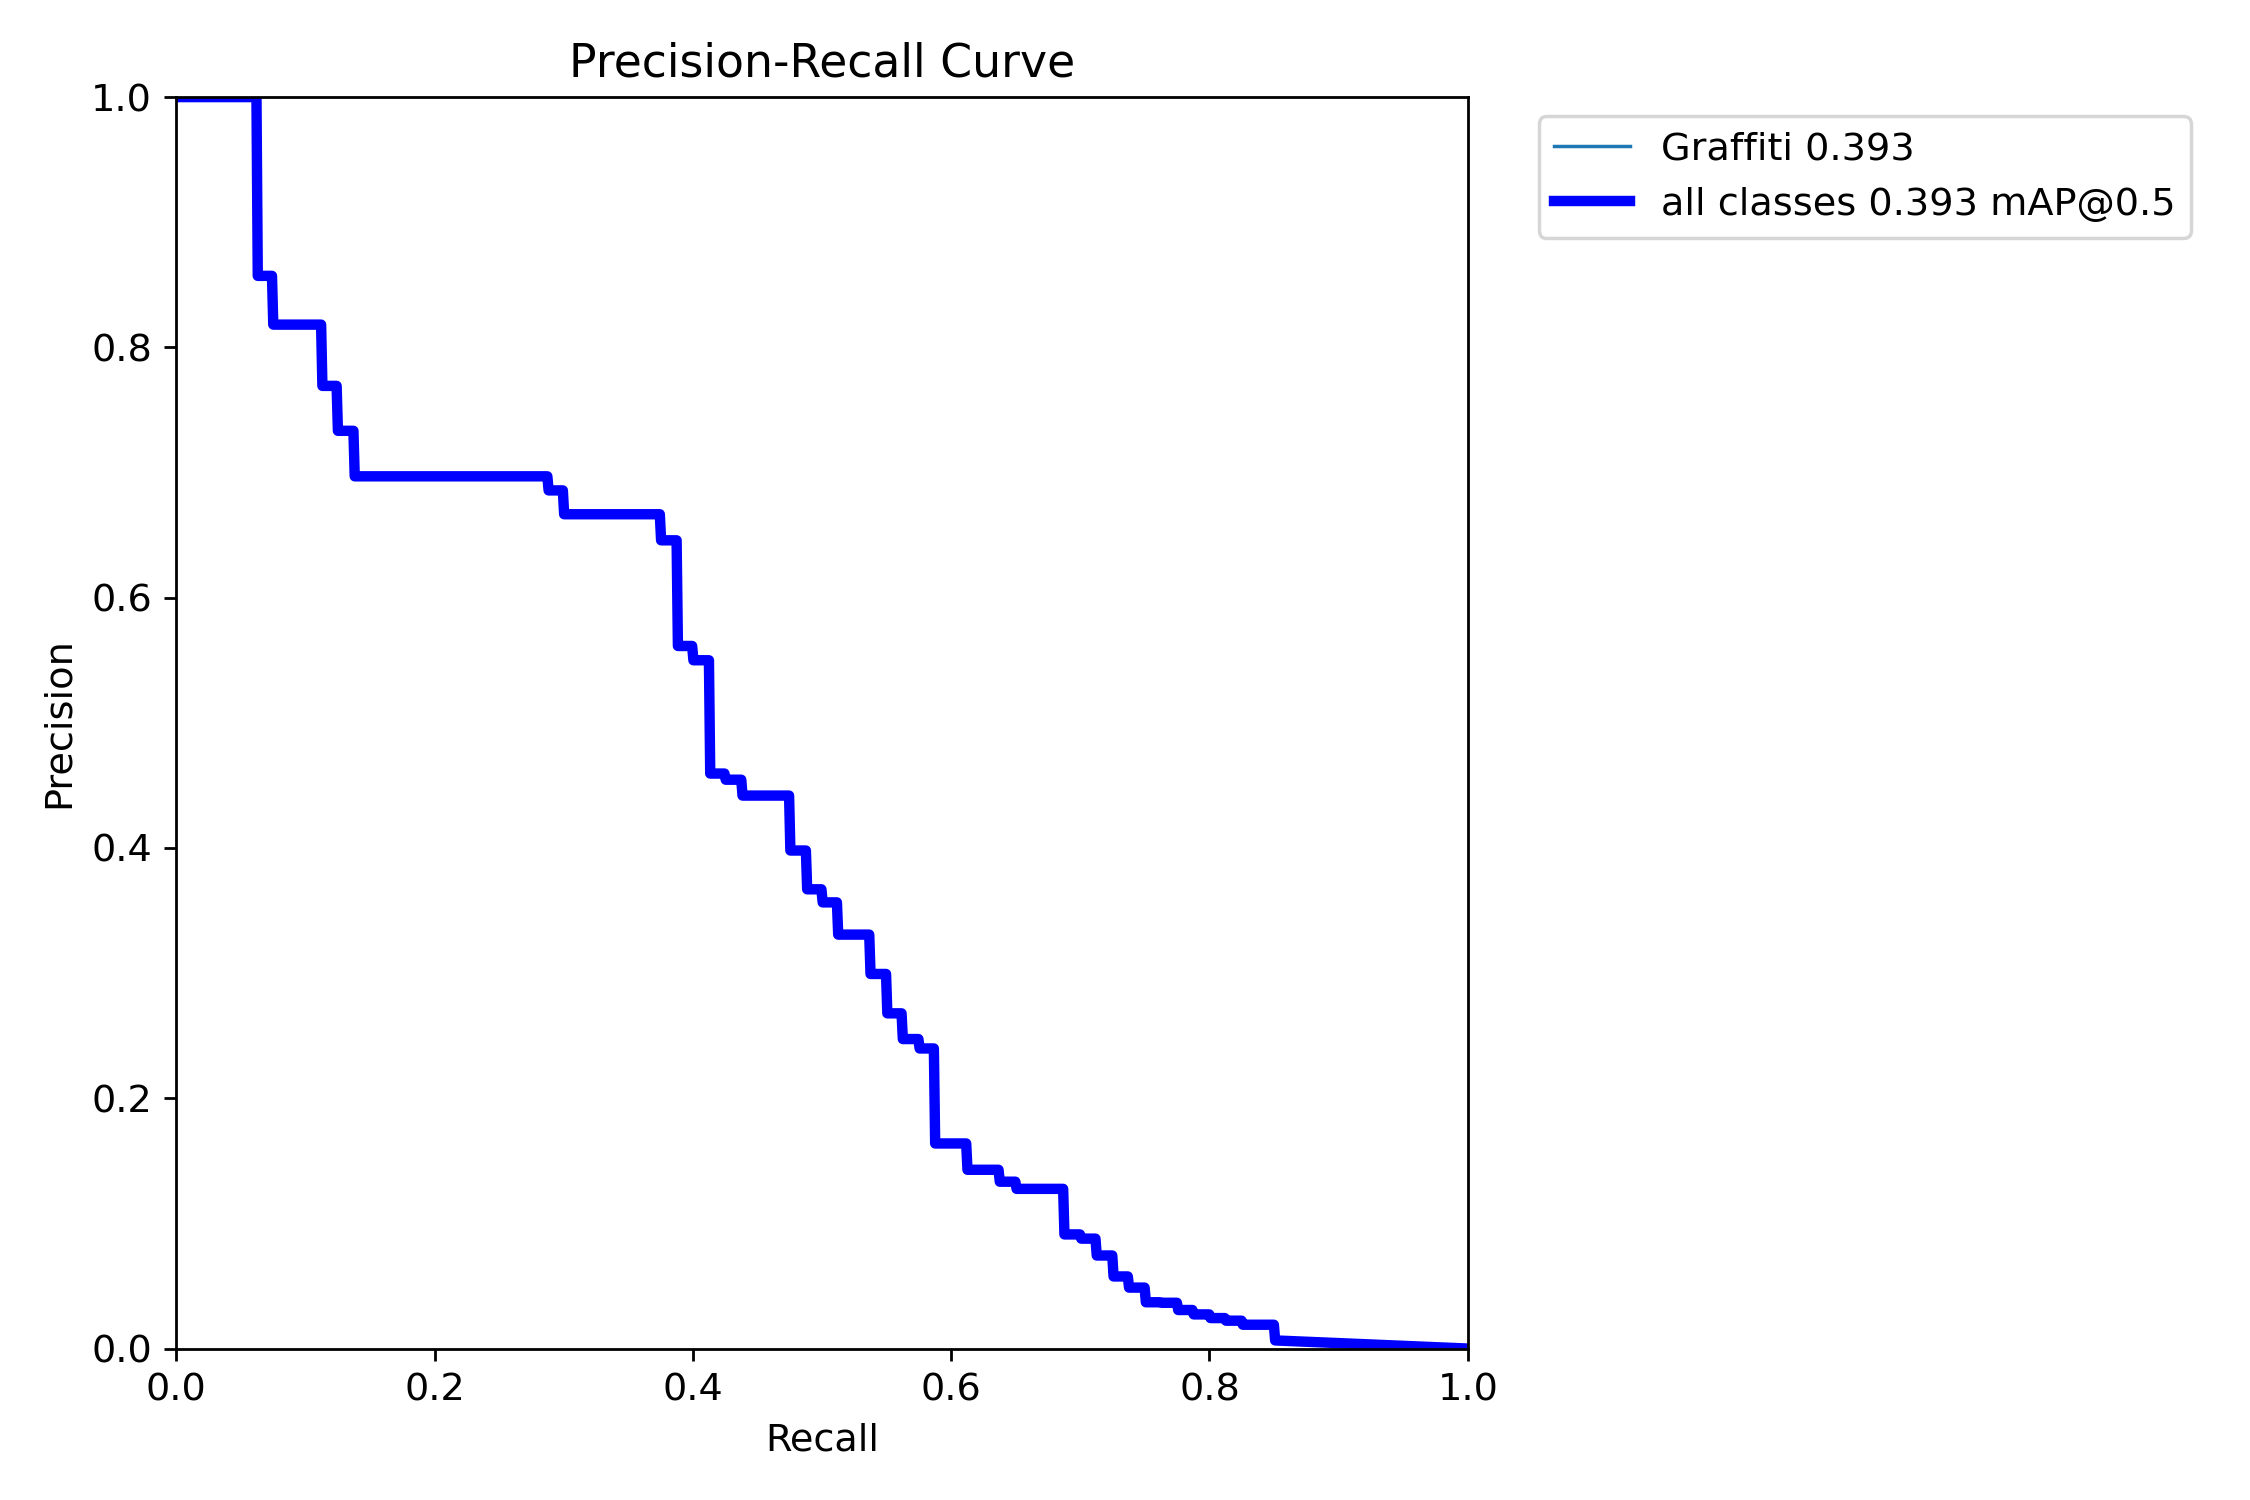 Precision-Recall Curve
1.0
0.8
0.6
0.4
0.2
0.0
Precision
0.0 0.2 0.4 0.6 0.8 1.0
Recall
Graffiti 0.393
all classes 0.393 mAP@0.5